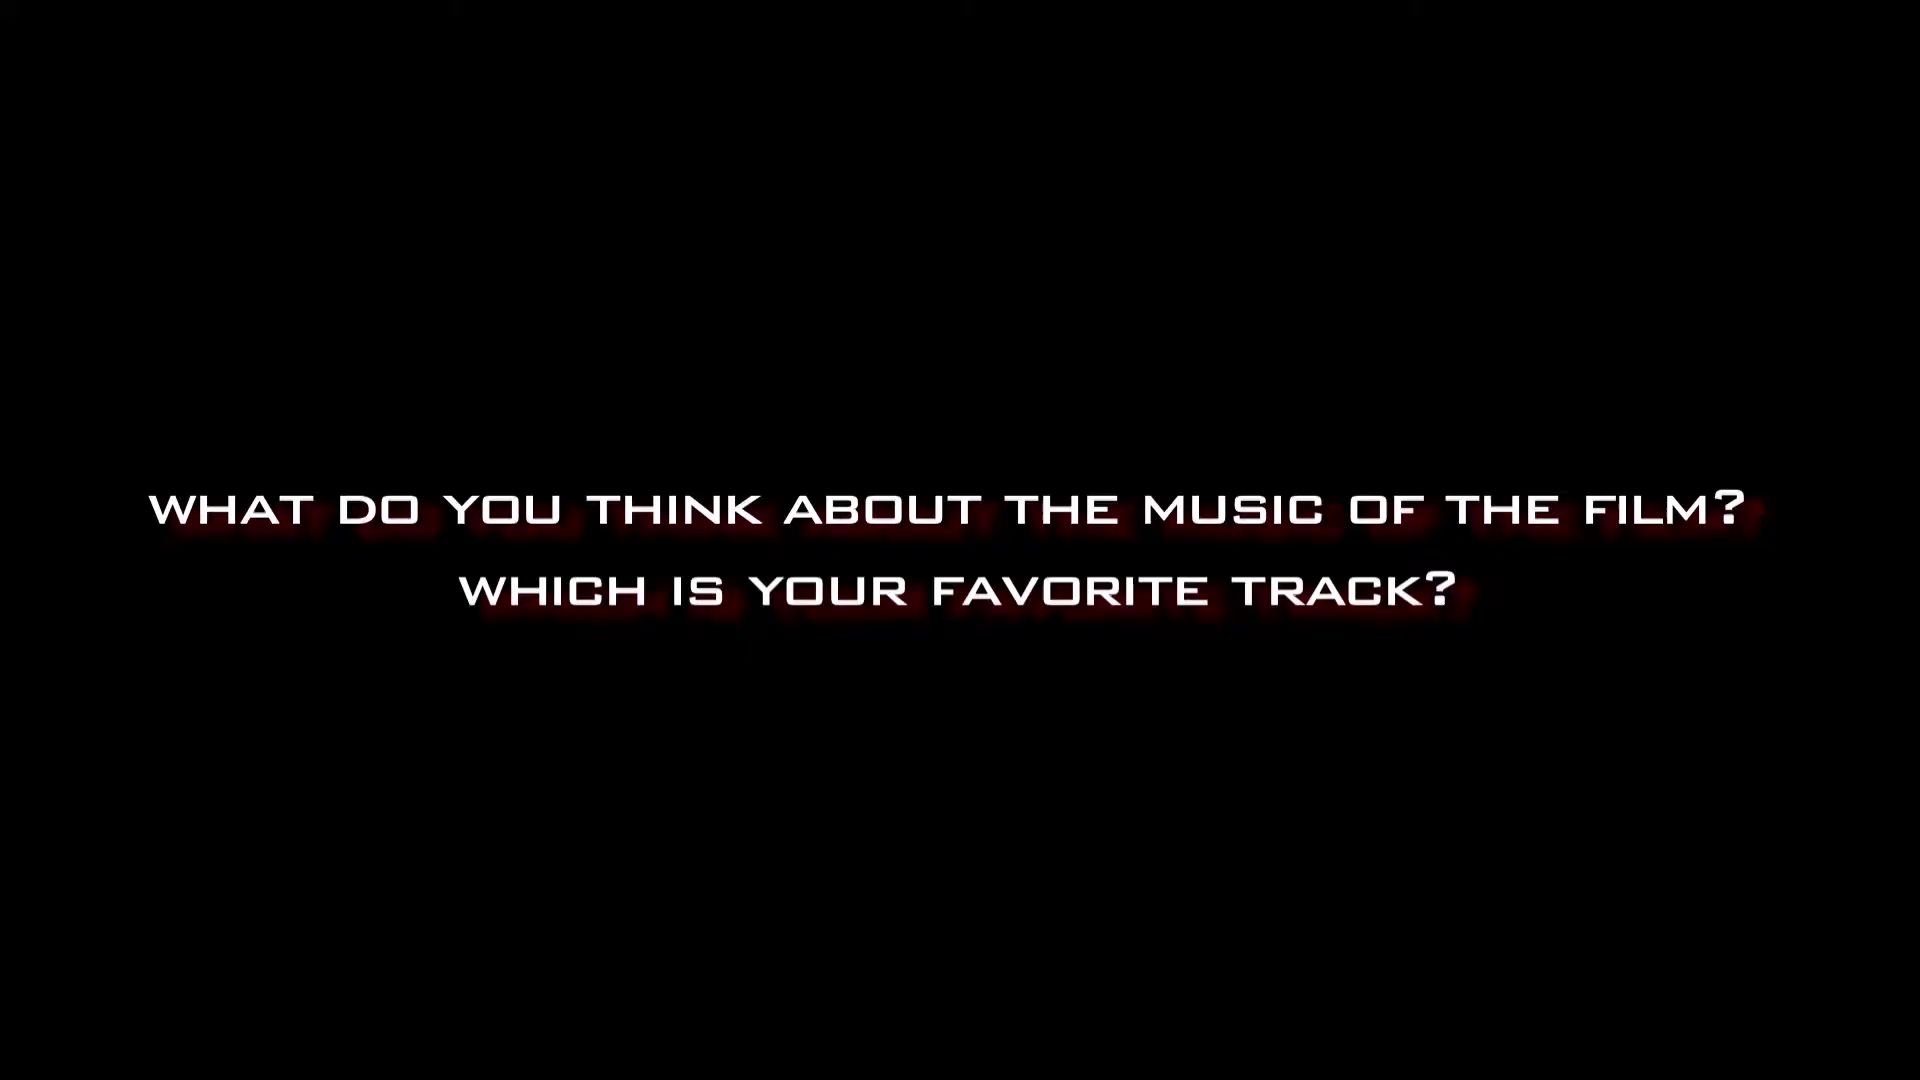 WHAT DO YOU THINK ABOUT THE MUSIC OF THE FILM?
WHICH IS YOUR FAVORITE TRACK?